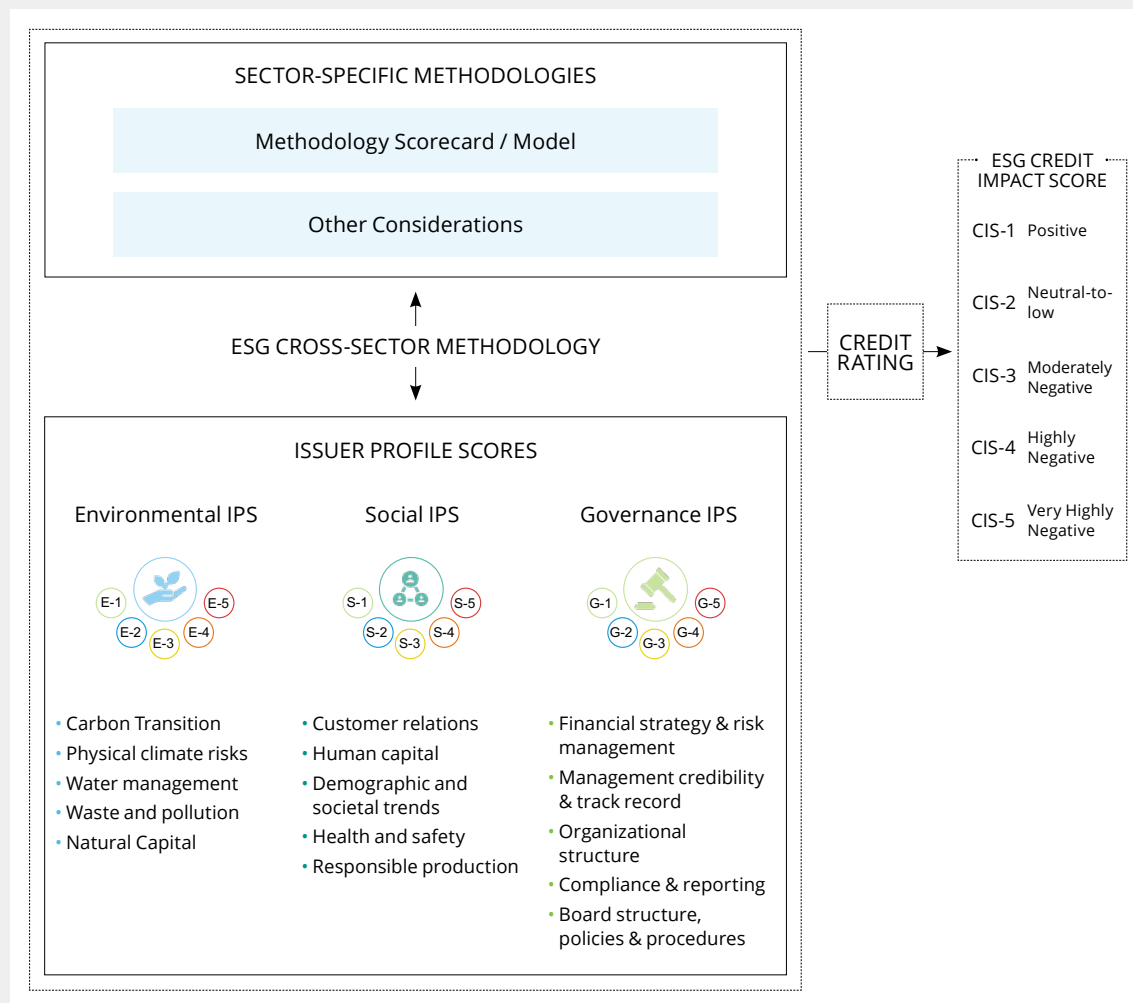 SECTOR-SPECIFIC METHODOLOGIES
Methodology Scorecard / Model
Other Considerations
ESG CROSS-SECTOR METHODOLOGY
ISSUER PROFILE SCORES
Environmental IPS
E-1
E-2
E-3
E-4
E-5
• Carbon Transition
• Physical climate risks
• Water management
• Waste and pollution
• Natural Capital
Social IPS
S-1
S-2
S-3
S-4
S-5
• Customer relations
• Human capital
• Demographic and
societal trends
• Health and safety
• Responsible production
Governance IPS
G-1
G-2
G-3
G-4
G-5
• Financial strategy & risk
management
• Management credibility
& track record
• Organizational
structure
• Compliance & reporting
• Board structure,
policies & procedures
CREDIT
RATING
ESG CREDIT
IMPACT SCORE
CIS-1 Positive
CIS-2 Neutral-to-
low
CIS-3 Moderately
Negative
CIS-4 Highly
Negative
CIS-5 Very Highly
Negative